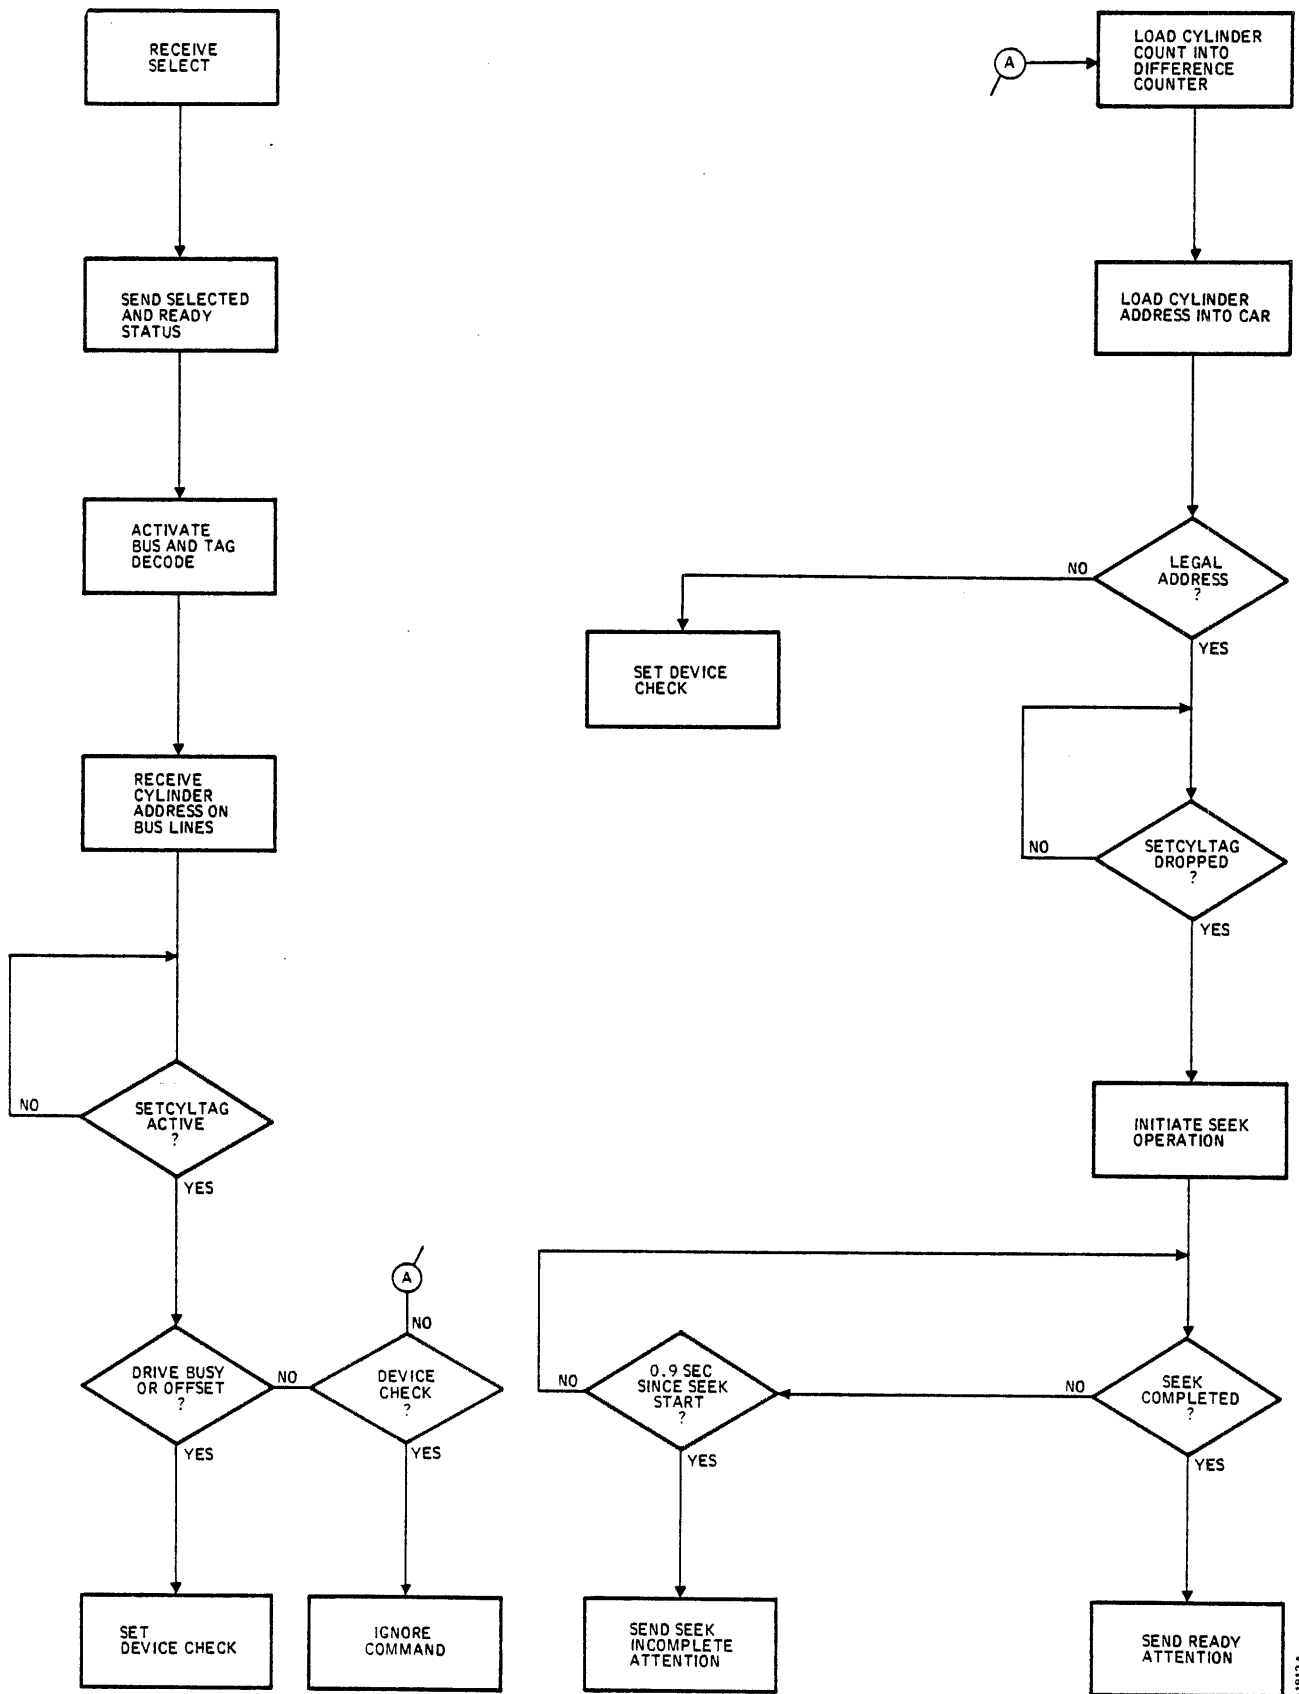 RECEIVE
SELECT
SEND SELECTED
AND READY
STATUS
ACTIVATE
BUS AND TAG
DECODE
RECEIVE
CYLINDER
ADDRESS ON
BUS LINES
NO
SETCYLTAG
ACTIVE
?
YES
DRIVE BUSY
OR OFFSET
?
NO
YES
SET
DEVICE CHECK
A
NO
DEVICE
CHECK
?
YES
IGNORE
COMMAND
A
LOAD CYLINDER
COUNT INTO
DIFFERENCE
COUNTER
LOAD CYLINDER
ADDRESS INTO CAR
LEGAL
ADDRESS
?
NO
YES
SET DEVICE
CHECK
NO
SETCYLTAG
DROPPED
?
YES
INITIATE SEEK
OPERATION
SEEK
COMPLETED
?
NO
YES
NO
0.9 SEC
SINCE SEEK
START
?
YES
SEND SEEK
INCOMPLETE
ATTENTION
SEND READY
ATTENTION